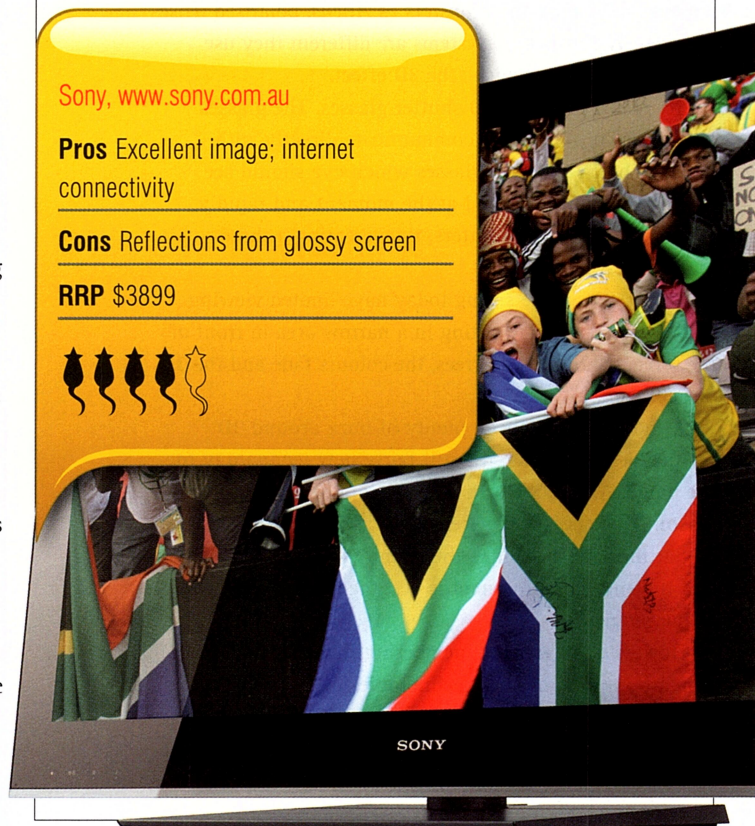 Sony, www.sony.com.au
Pros Excellent image; internet
connectivity
Cons Reflections from glossy screen
RRP $3899
SONY